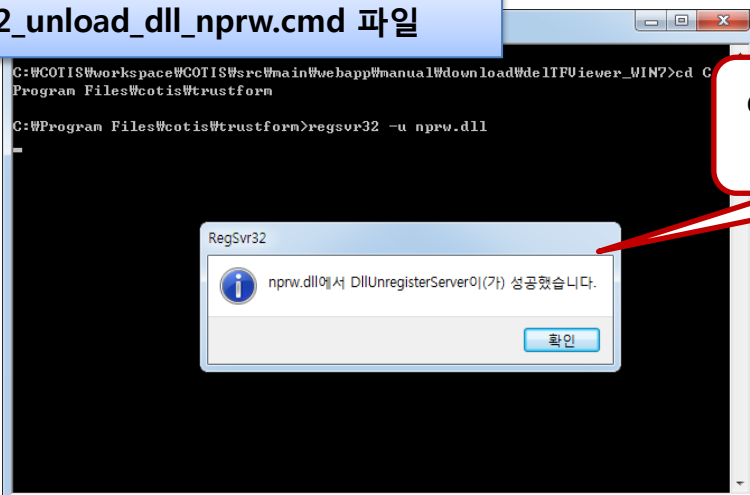 2_unload_dll_nprw.cmd 파일
C:₩COTIS₩workspace₩COTIS₩src₩main₩webapp₩manual₩download₩delTFViewer_WIN7>cd C
Program Files₩cotis₩trustform
C:₩Program Files₩cotis₩trustform>regsvr32 -u nprw.dll
RegSvr32
nprw.dll에서 DllUnregisterServer이(가) 성공했습니다.
확인